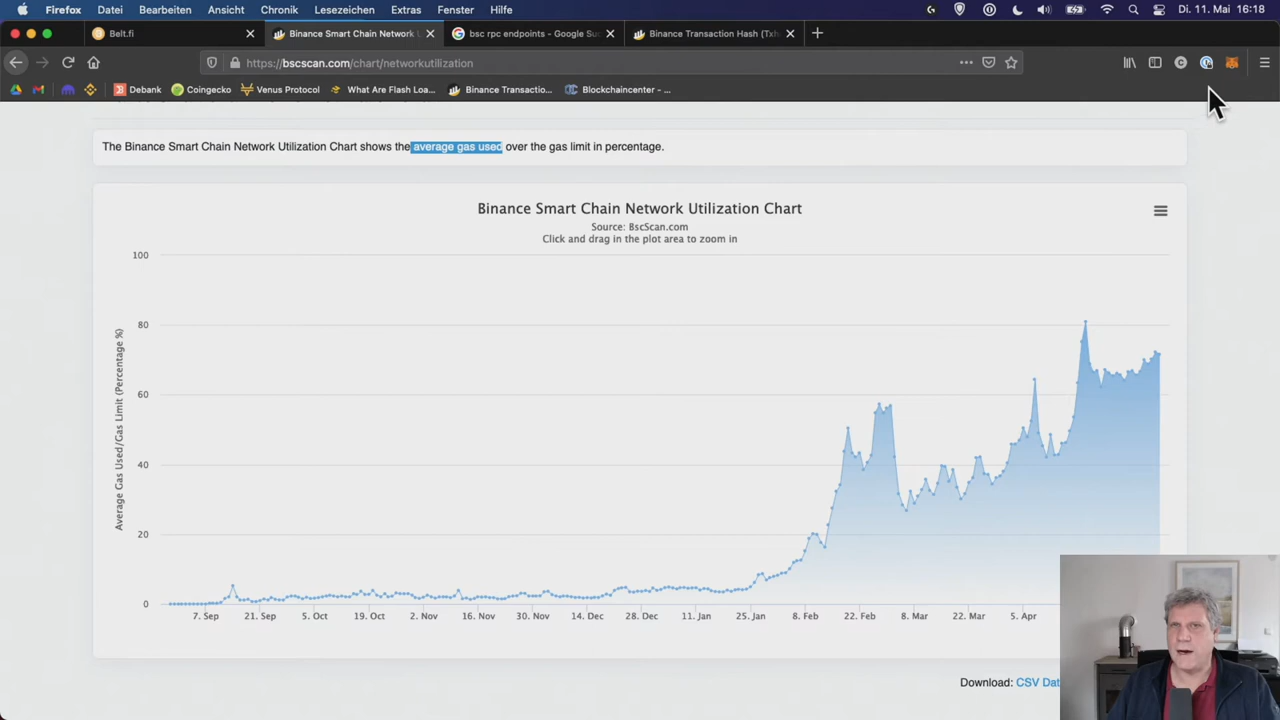 Firefox Datei Bearbeiten Ansicht Chronik Lesezeichen Extras Fenster Hilfe Di. 11. Mai 16:18
Belt.fi Binance Smart Chain Network bsc rpc endpoints - Google Su Binance Transaction Hash (Txh
https://bscscan.com/chart/networkutilization
Debank Coingecko Venus Protocol What Are Flash Loa... Binance Transactio... Blockchaincenter - ...
The Binance Smart Chain Network Utilization Chart shows the average gas used over the gas limit in percentage.
Binance Smart Chain Network Utilization Chart
Source: BscScan.com
Click and drag in the plot area to zoom in
Average Gas Used/Gas Limit (Percentage %)
100
80
60
40
20
0
7. Sep 21. Sep 5. Oct 19. Oct 2. Nov 16. Nov 30. Nov 14. Dec 28. Dec 11. Jan 25. Jan 8. Feb 22. Feb 8. Mar 22. Mar 5. Apr
Download: CSV Dat